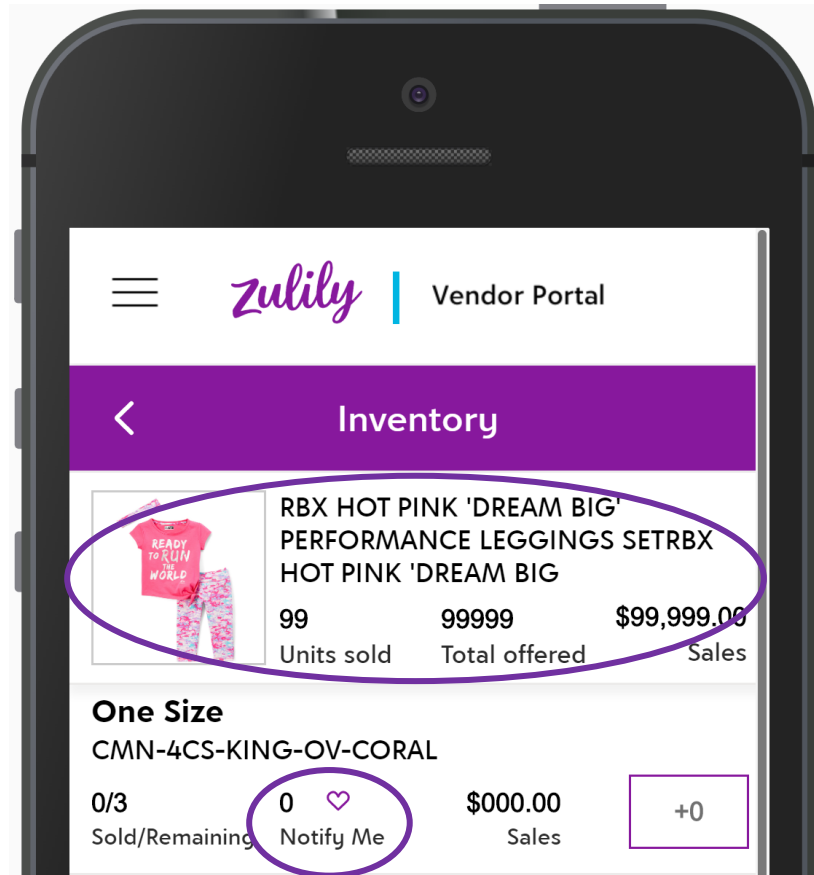 zulily | Vendor Portal
Inventory
RBX HOT PINK 'DREAM BIG'
PERFORMANCE LEGGINGS SETRBX
HOT PINK 'DREAM BIG
READY
TO RUN
THE
WORLD
99 99999 $99,999.00
Units sold Total offered Sales
One Size
CMN-4CS-KING-OV-CORAL
0/3 0 $000.00 +0
Sold/Remaining Notify Me Sales